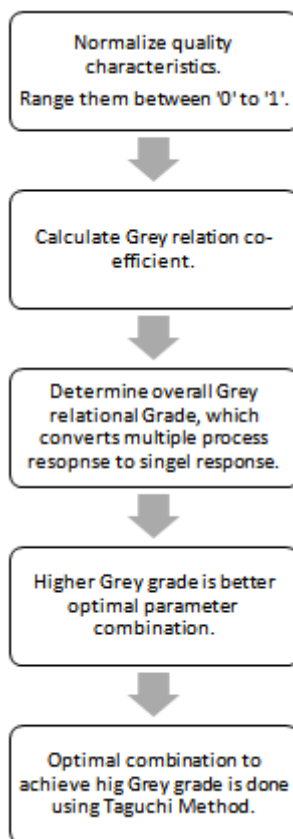 Normalize quality
characteristics.
Range them between '0' to '1'.
Calculate Grey relation co-
efficient.
Determine overall Grey
relational Grade, which
converts multiple process
resopnse to singel response.
Higher Grey grade is better
optimal parameter
combination.
Optimal combination to
achieve hig Grey grade is done
using Taguchi Method.